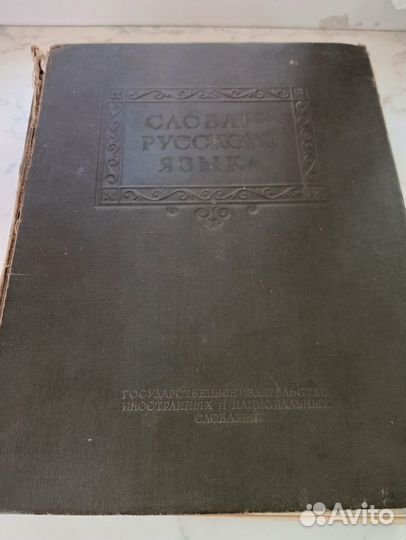 СЛОВАРЬ
РУССКОГО
ЯЗЫКА
ГОСУДАРСТВЕННОЕ ИЗДАТЕЛЬСТВО
ИНОСТРАННЫХ И НАЦИОНАЛЬНЫХ
СЛОВАРЕЙ
Avito